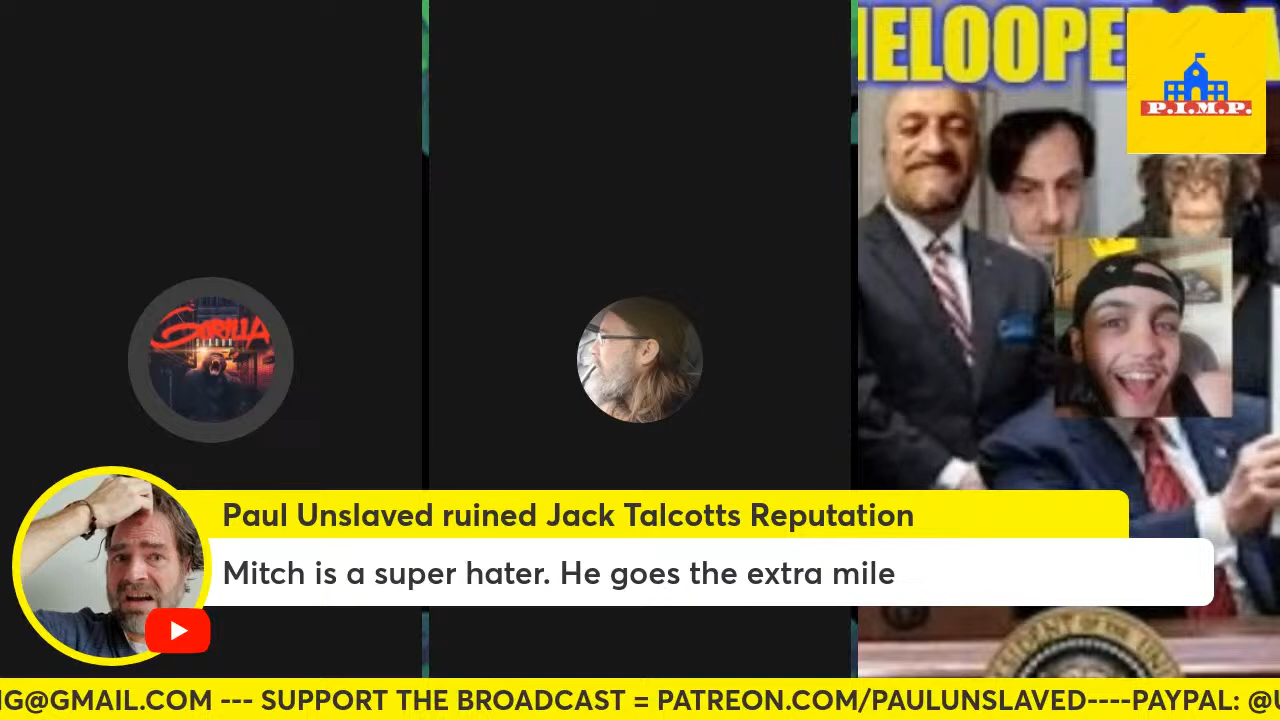 IELOOPE
P.I.M.P.
GORILLA
Paul Unslaved ruined Jack Talcotts Reputation
Mitch is a super hater. He goes the extra mile
IG@GMAIL.COM --- SUPPORT THE BROADCAST = PATREON.COM/PAULUNSLAVED----PAYPAL: @U